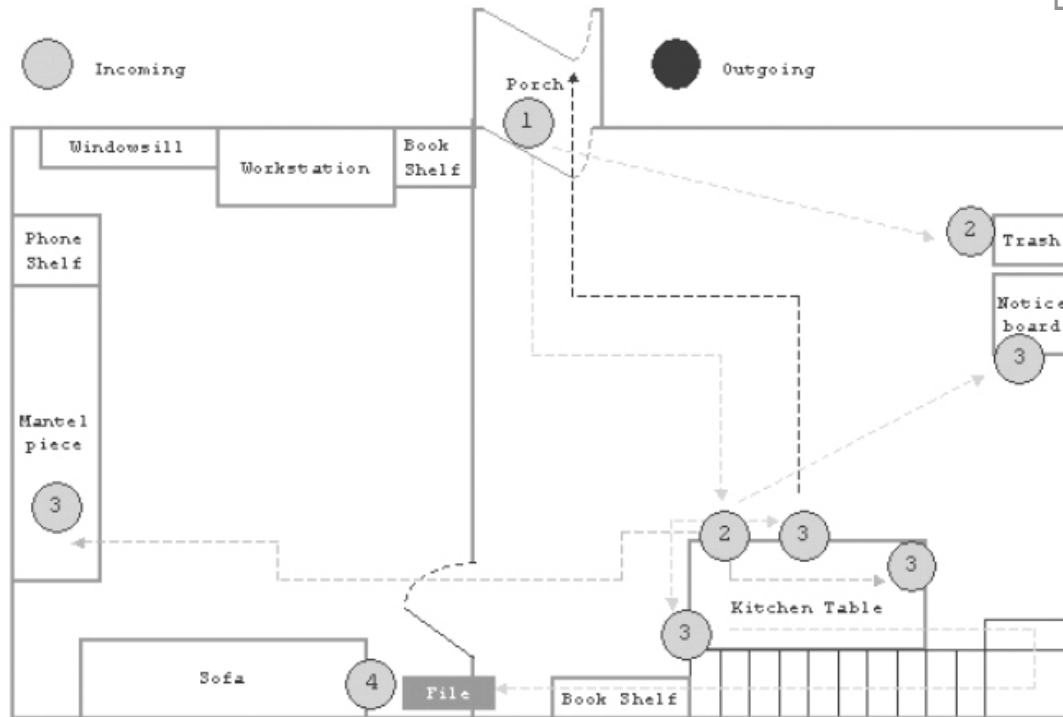 Incoming
Outgoing
Porch
1
Windowsill
Workstation
Book
Shelf
2
Trash
Phone
Shelf
Notice
board
3
Mantel
piece
3
2
3
3
Kitchen Table
3
Sofa
4
File
Book Shelf